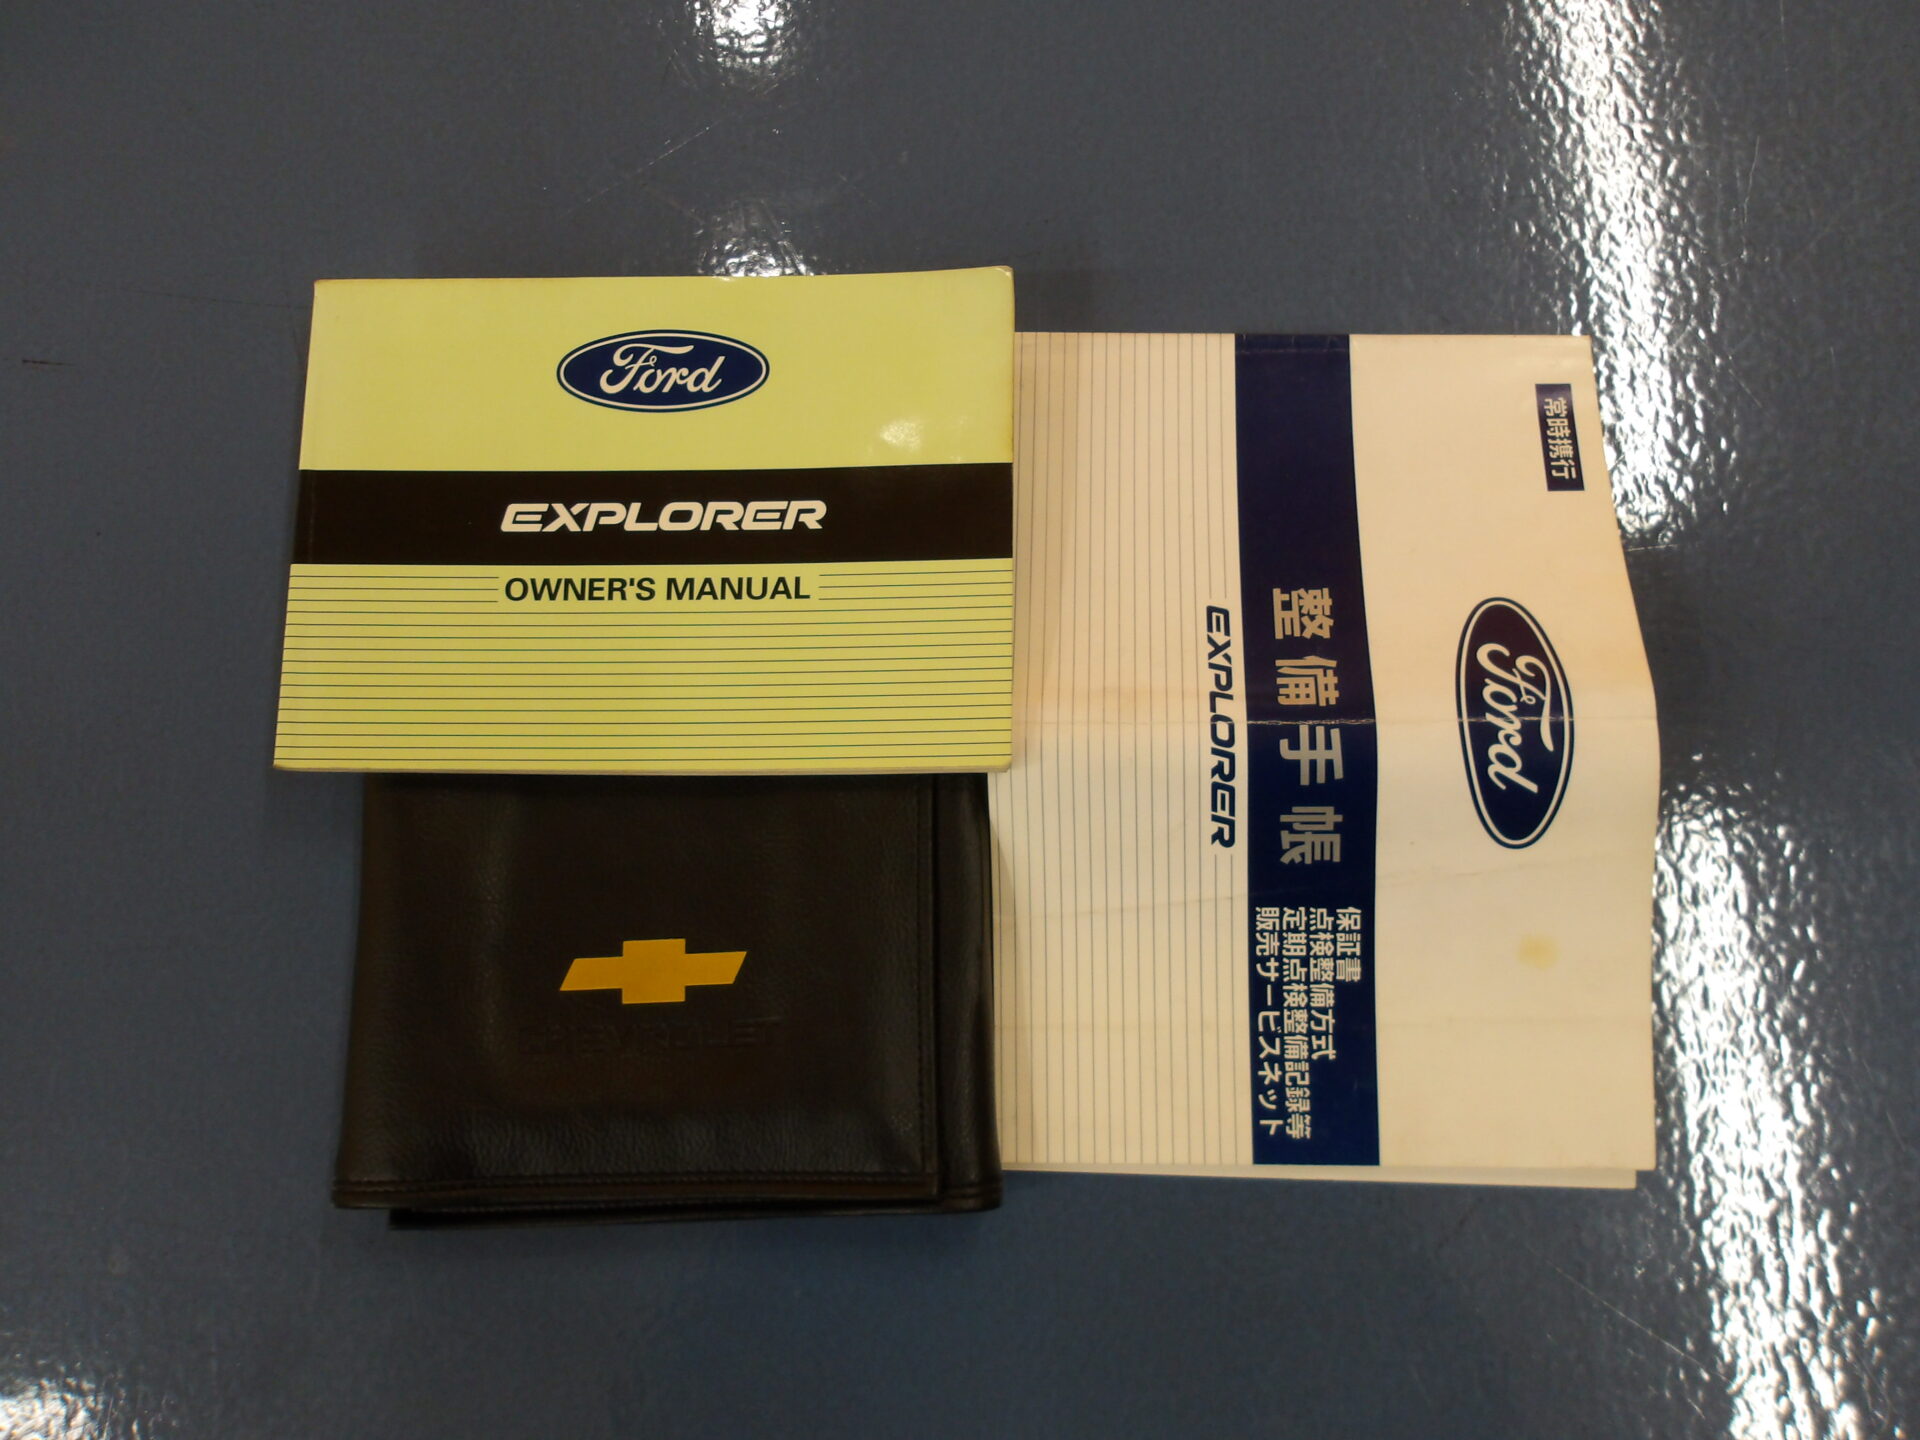 Ford
EXPLORER
OWNER'S MANUAL
常時携行
Ford
整備手帳
保証書
点検整備方式
定期点検整備記録等
販売サービスネット
EXPLORER
CHEVROLET